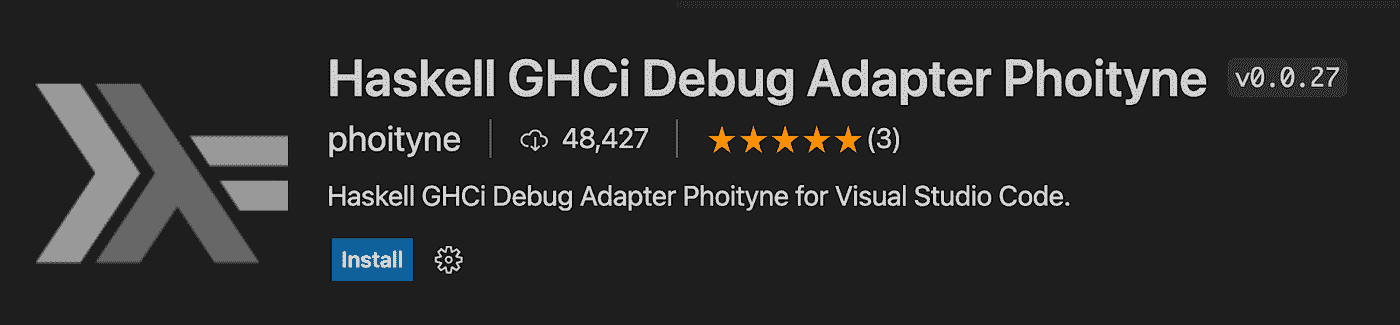 Haskell GHCi Debug Adapter Phoityne v0.0.27
phoityne 48,427 (3)
Haskell GHCi Debug Adapter Phoityne for Visual Studio Code.
Install